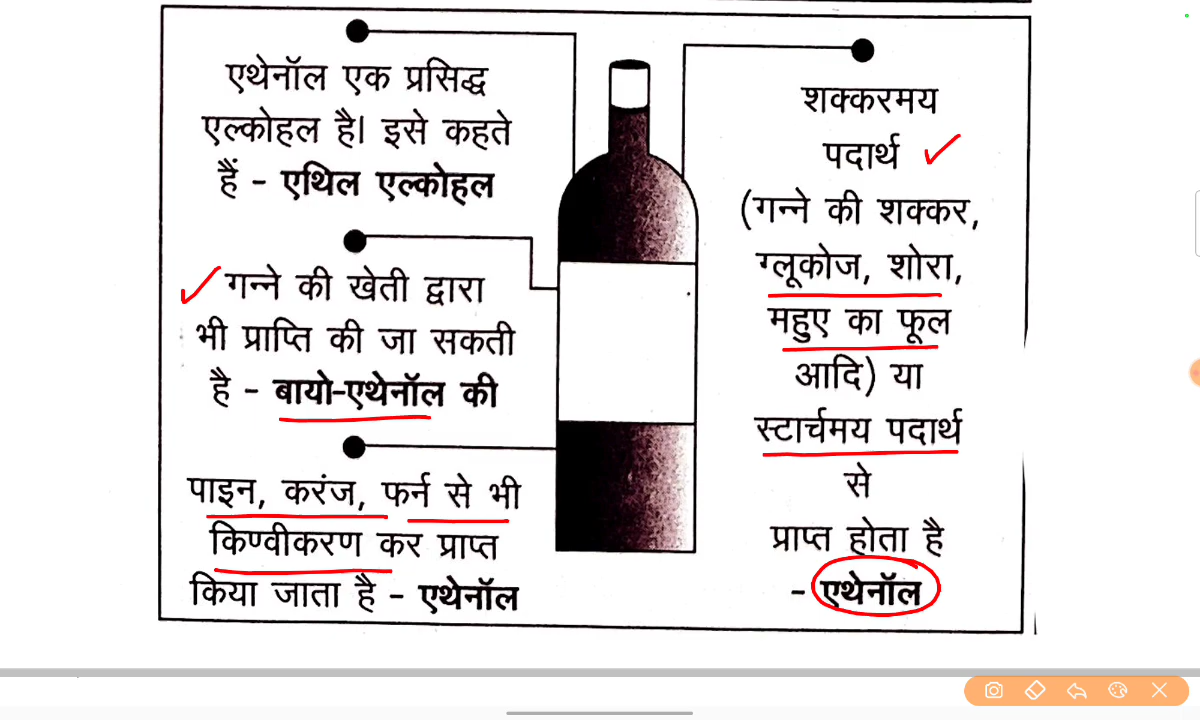 एथेनॉल एक प्रसिद्ध
एल्कोहल है। इसे कहते
हैं - एथिल एल्कोहल
गन्ने की खेती द्वारा
भी प्राप्ति की जा सकती
है - बायो-एथेनॉल की
पाइन, करंज, फर्न से भी
किण्वीकरण कर प्राप्त
किया जाता है - एथेनॉल
शक्करमय
पदार्थ
(गन्ने की शक्कर,
ग्लूकोज, शोरा,
महुए का फूल
आदि) या
स्टार्चमय पदार्थ
से
प्राप्त होता है
- एथेनॉल